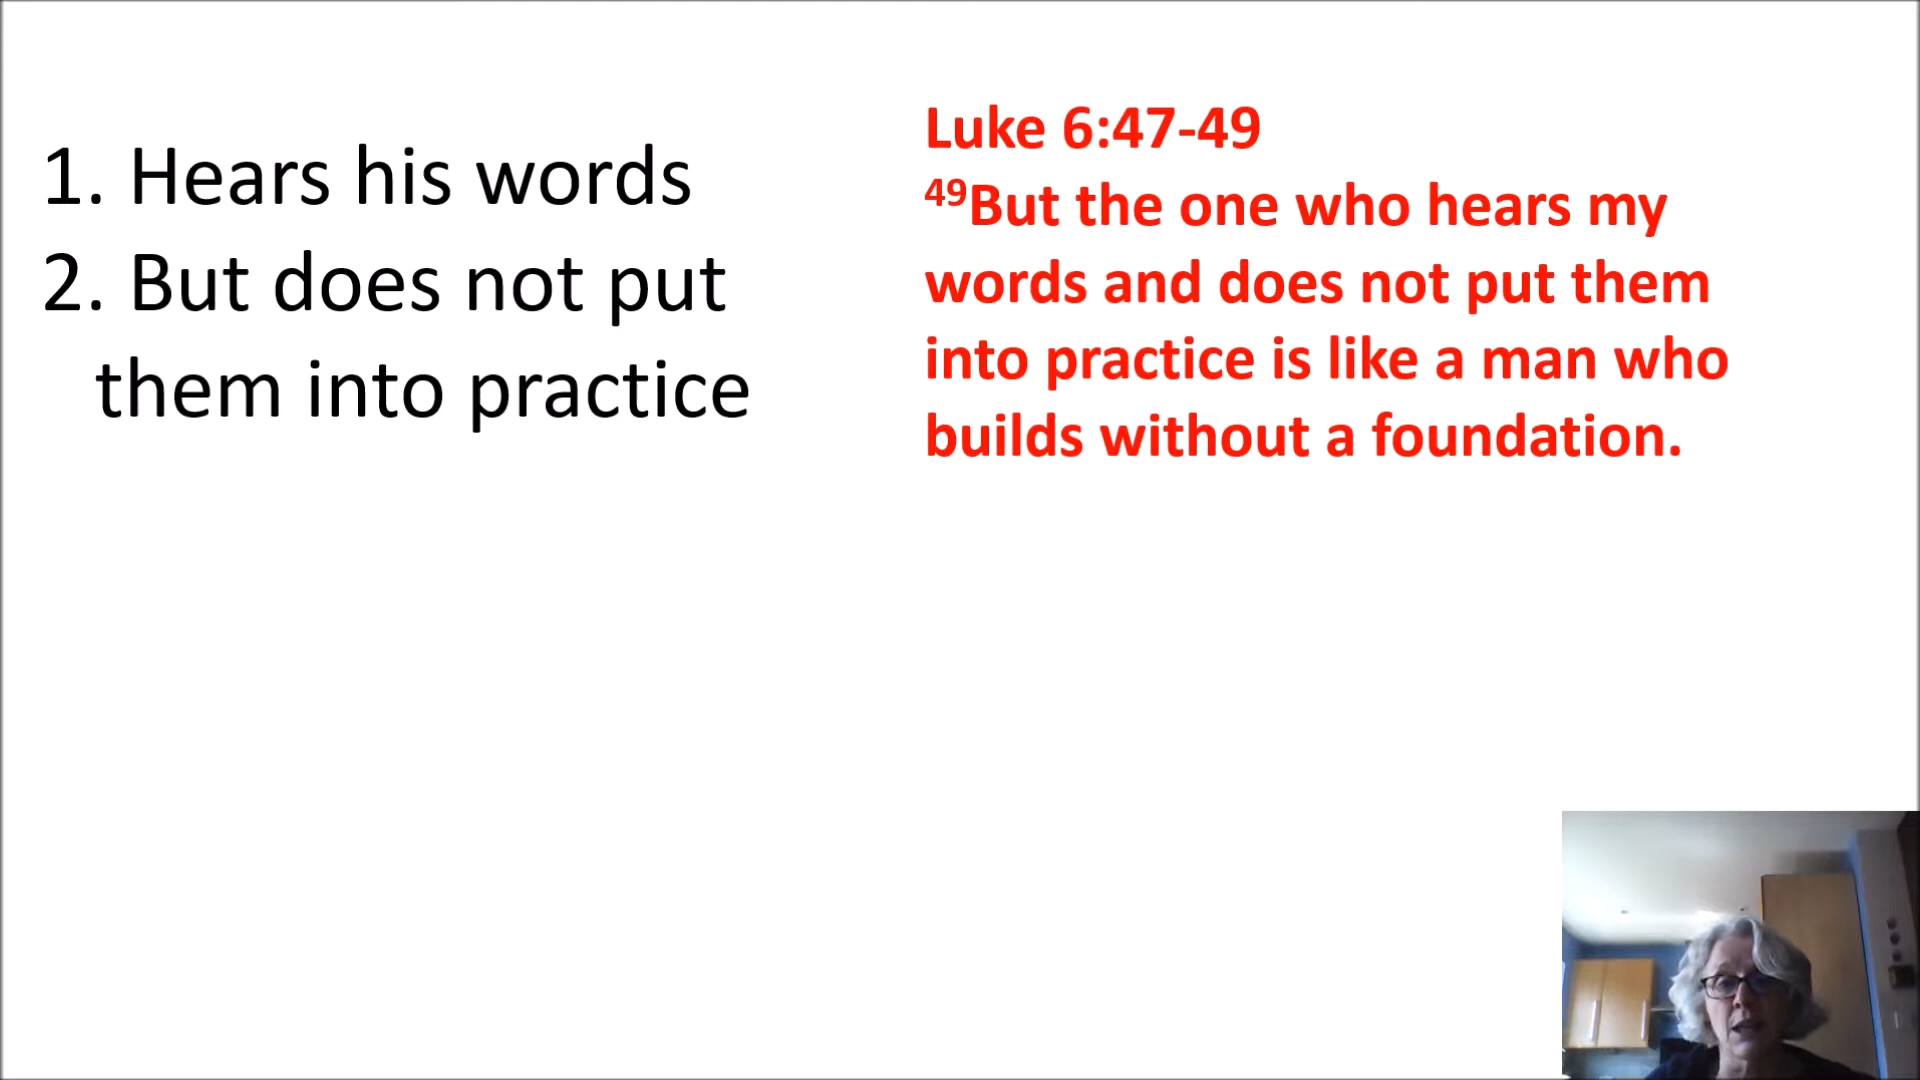 1. Hears his words
2. But does not put
them into practice
Luke 6:47-49
49But the one who hears my
words and does not put them
into practice is like a man who
builds without a foundation.